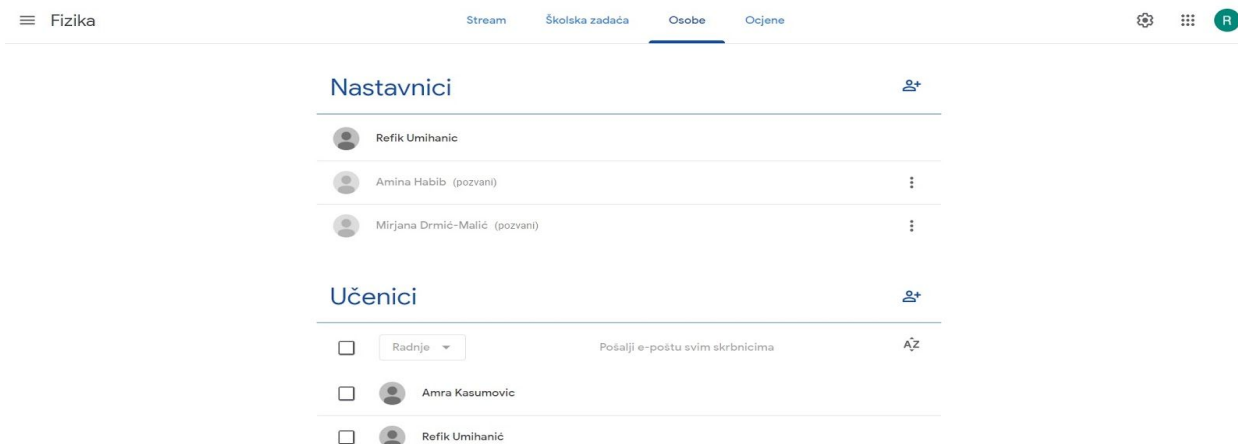 Fizika
Stream Školska zadaća Osobe Ocjene
R
Nastavnici
Refik Umihanic
Amina Habib (pozvani)
Mirjana Drmić-Malić (pozvani)
Učenici
Radnje Pošalji e-poštu svim skrbnicima AZ
Amra Kasumovic
Refik Umihanić